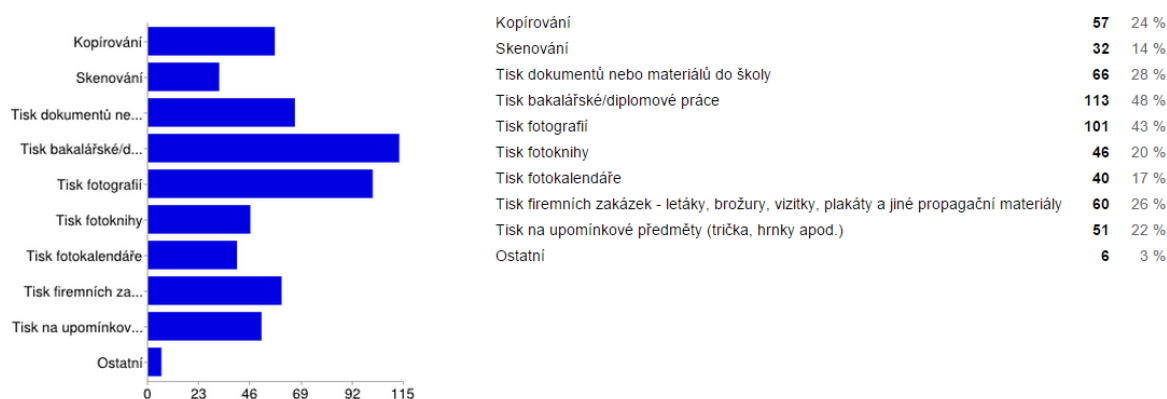 Kopírování
Skenování
Tisk dokumentů ne...
Tisk bakalářské/d...
Tisk fotografií
Tisk fotoknihy
Tisk fotokalendáře
Tisk firemních za...
Tisk na upomínkov...
Ostatní
0 23 46 69 92 115
Kopírování 57 24 %
Skenování 32 14 %
Tisk dokumentů nebo materiálů do školy 66 28 %
Tisk bakalářské/diplomové práce 113 48 %
Tisk fotografií 101 43 %
Tisk fotoknihy 46 20 %
Tisk fotokalendáře 40 17 %
Tisk firemních zakázek - letáky, brožury, vizitky, plakáty a jiné propagační materiály 60 26 %
Tisk na upomínkové předměty (trička, hrnky apod.) 51 22 %
Ostatní 6 3 %